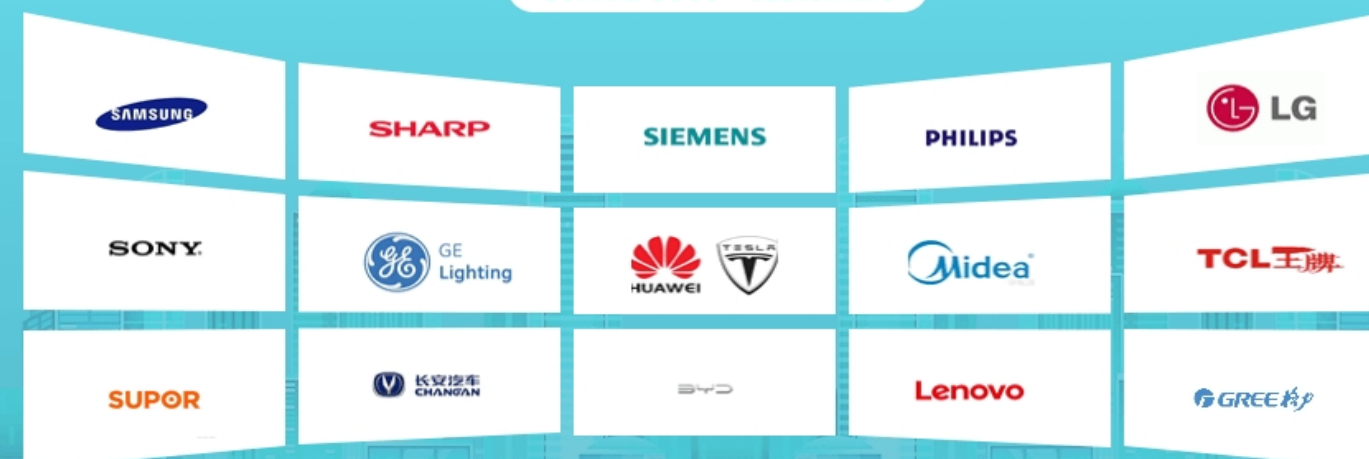 SAMSUNG
SHARP
SIEMENS
PHILIPS
LG
SONY
GE
Lighting
HUAWEI
TESLA
Midea
TCL王牌
SUPOR
长安汽车
CHANGAN
BYD
Lenovo
GREE格力